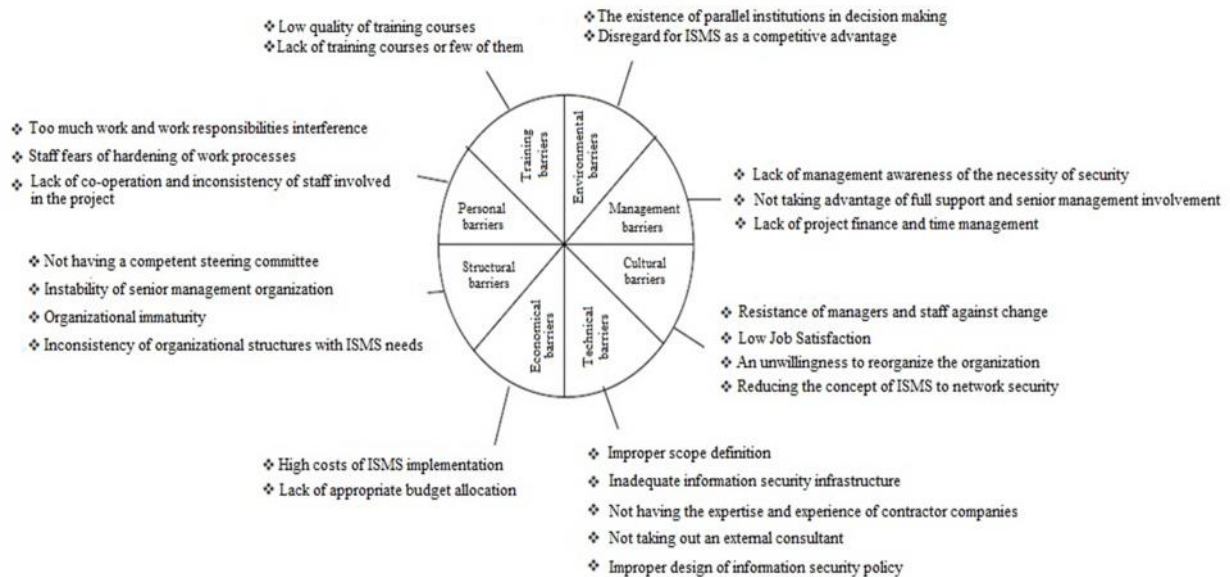 ❖ Low quality of training courses
❖ Lack of training courses or few of them
❖ The existence of parallel institutions in decision making
❖ Disregard for ISMS as a competitive advantage
❖ Too much work and work responsibilities interference
❖ Staff fears of hardening of work processes
❖ Lack of co-operation and inconsistency of staff involved
in the project
Training
barriers
Environmental
barriers
Personal
barriers
Management
barriers
❖ Lack of management awareness of the necessity of security
❖ Not taking advantage of full support and senior management involvement
❖ Lack of project finance and time management
❖ Not having a competent steering committee
❖ Instability of senior management organization
❖ Organizational immaturity
❖ Inconsistency of organizational structures with ISMS needs
Structural
barriers
Cultural
barriers
Economical
barriers
Technical
barriers
❖ Resistance of managers and staff against change
❖ Low Job Satisfaction
❖ An unwillingness to reorganize the organization
❖ Reducing the concept of ISMS to network security
❖ High costs of ISMS implementation
❖ Lack of appropriate budget allocation
❖ Improper scope definition
❖ Inadequate information security infrastructure
❖ Not having the expertise and experience of contractor companies
❖ Not taking out an external consultant
❖ Improper design of information security policy